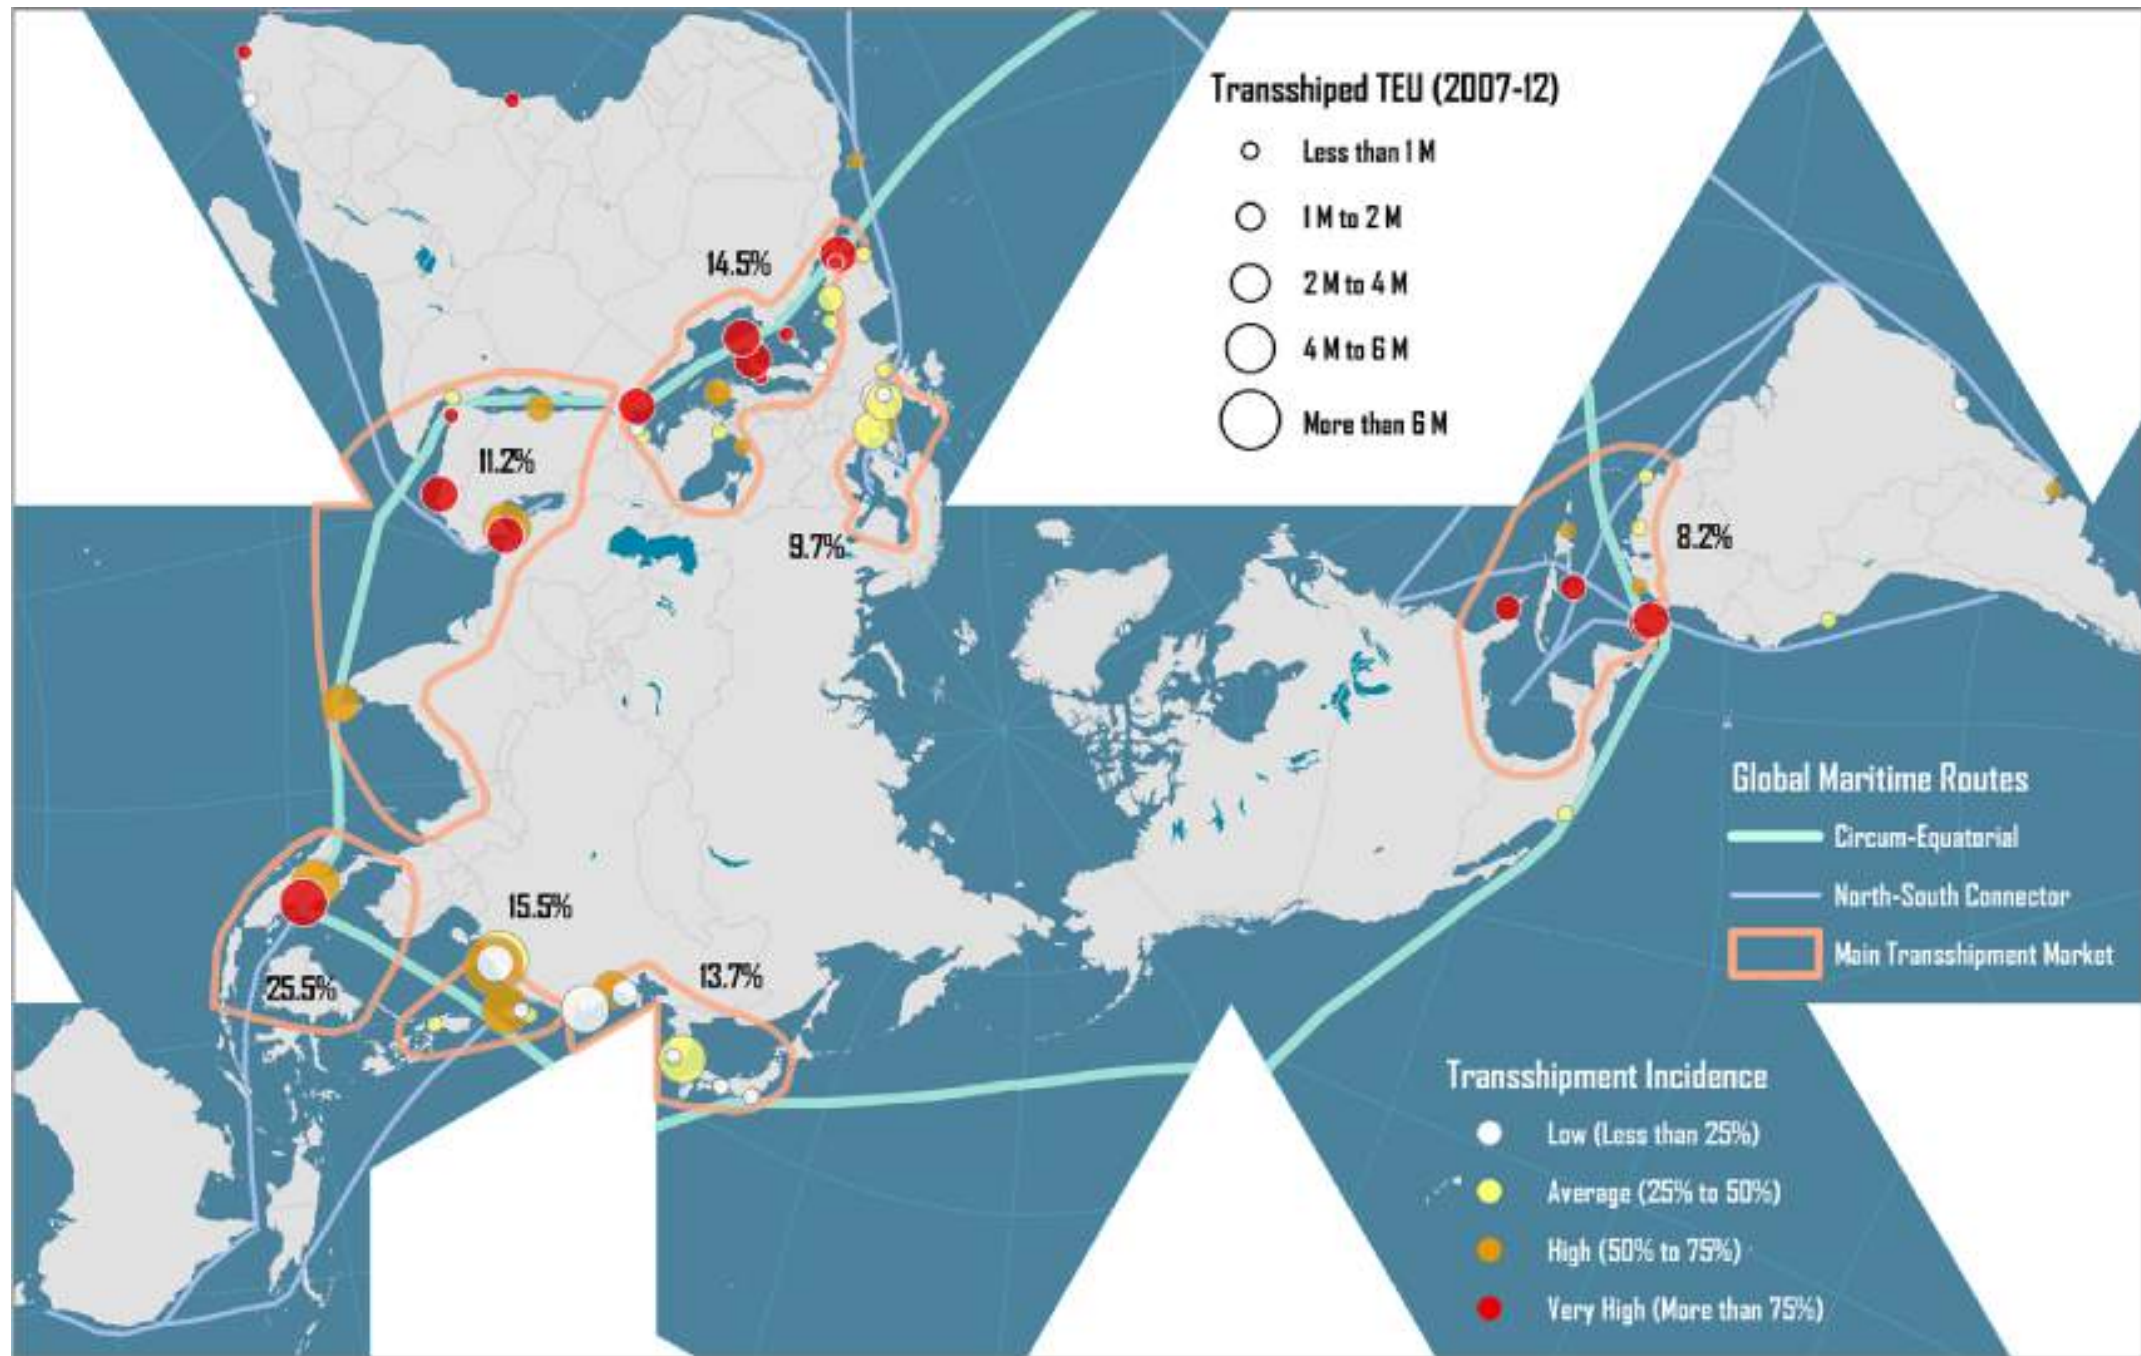 Transshiped TEU (2007-12)
Less than 1 M
1 M to 2 M
2 M to 4 M
4 M to 6 M
More than 6 M
14.5%
11.2%
9.7%
8.2%
15.5%
25.5%
13.7%
Global Maritime Routes
Circum-Equatorial
North-South Connector
Main Transshipment Market
Transshipment Incidence
Low (Less than 25%)
Average (25% to 50%)
High (50% to 75%)
Very High (More than 75%)